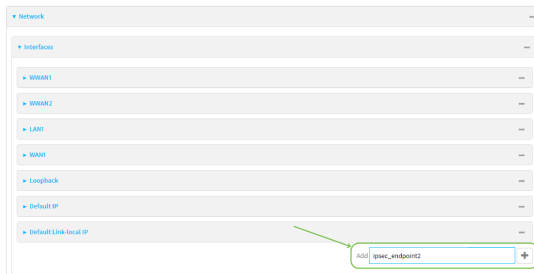 Network
Interfaces
WWAN1
WWAN2
LAN1
WAN1
Loopback
Default IP
Default Link-local IP
Add ipsec_endpoint2